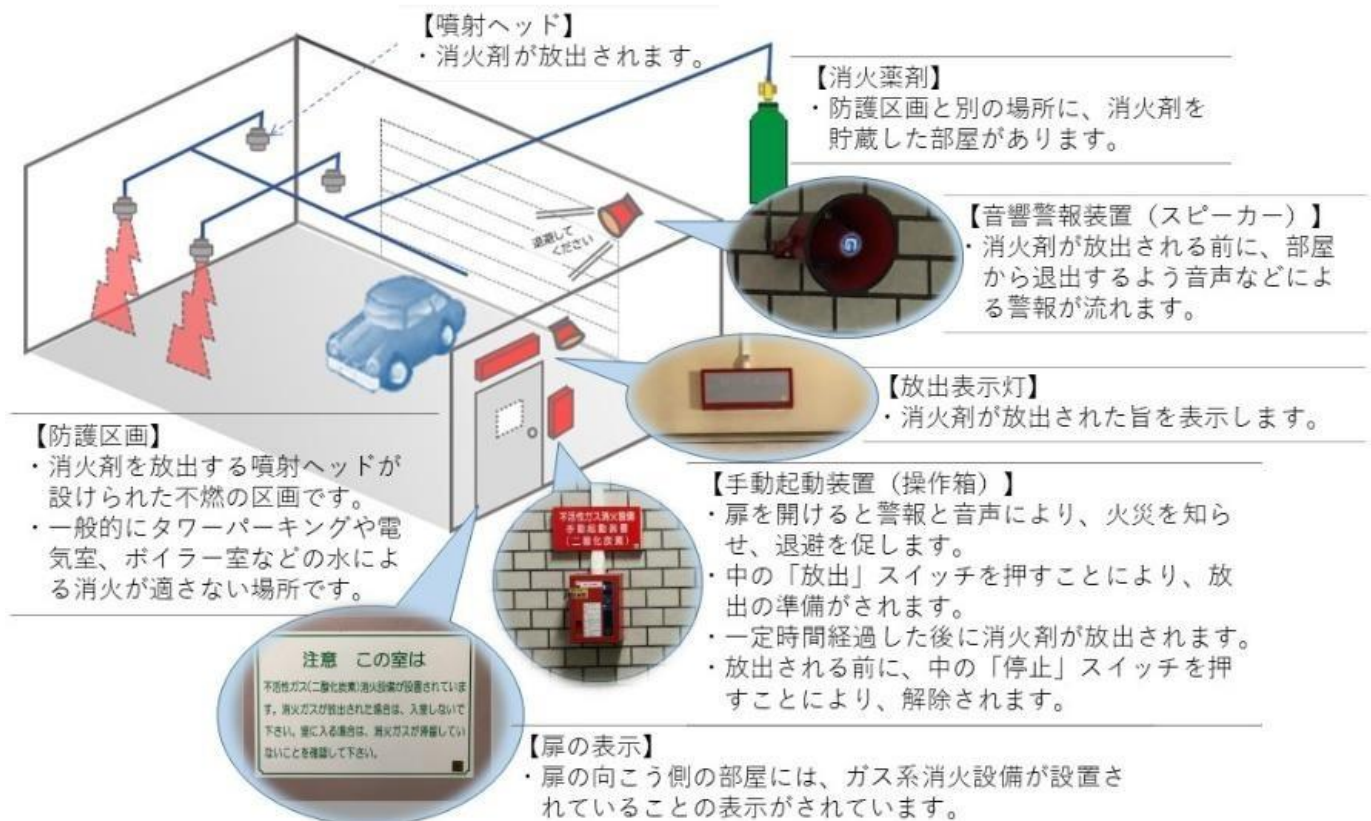 【噴射ヘッド】
・消火剤が放出されます。
【消火薬剤】
・防護区画と別の場所に、消火剤を
貯蔵した部屋があります。
退避して
ください
【音響警報装置（スピーカー）】
・消火剤が放出される前に、部屋
から退出するよう音声などによ
る警報が流れます。
【放出表示灯】
・消火剤が放出された旨を表示します。
【防護区画】
・消火剤を放出する噴射ヘッドが
設けられた不燃の区画です。
・一般的にタワーパーキングや電
気室、ボイラー室などの水によ
る消火が適さない場所です。
不活性ガス消火設備
手動起動装置
（二酸化炭素）
【手動起動装置（操作箱）】
・扉を開けると警報と音声により、火災を知ら
せ、退避を促します。
・中の「放出」スイッチを押すことにより、放
出の準備がされます。
・一定時間経過した後に消火剤が放出されます。
・放出される前に、中の「停止」スイッチを押
すことにより、解除されます。
注意　この室は
不活性ガス(二酸化炭素)消火設備が設置されていま
す。消火ガスが放出された場合は、入室しないで
下さい。室に入る場合は、消火ガスが滞留してい
ないことを確認して下さい。
【扉の表示】
・扉の向こう側の部屋には、ガス系消火設備が設置さ
れていることの表示がされています。